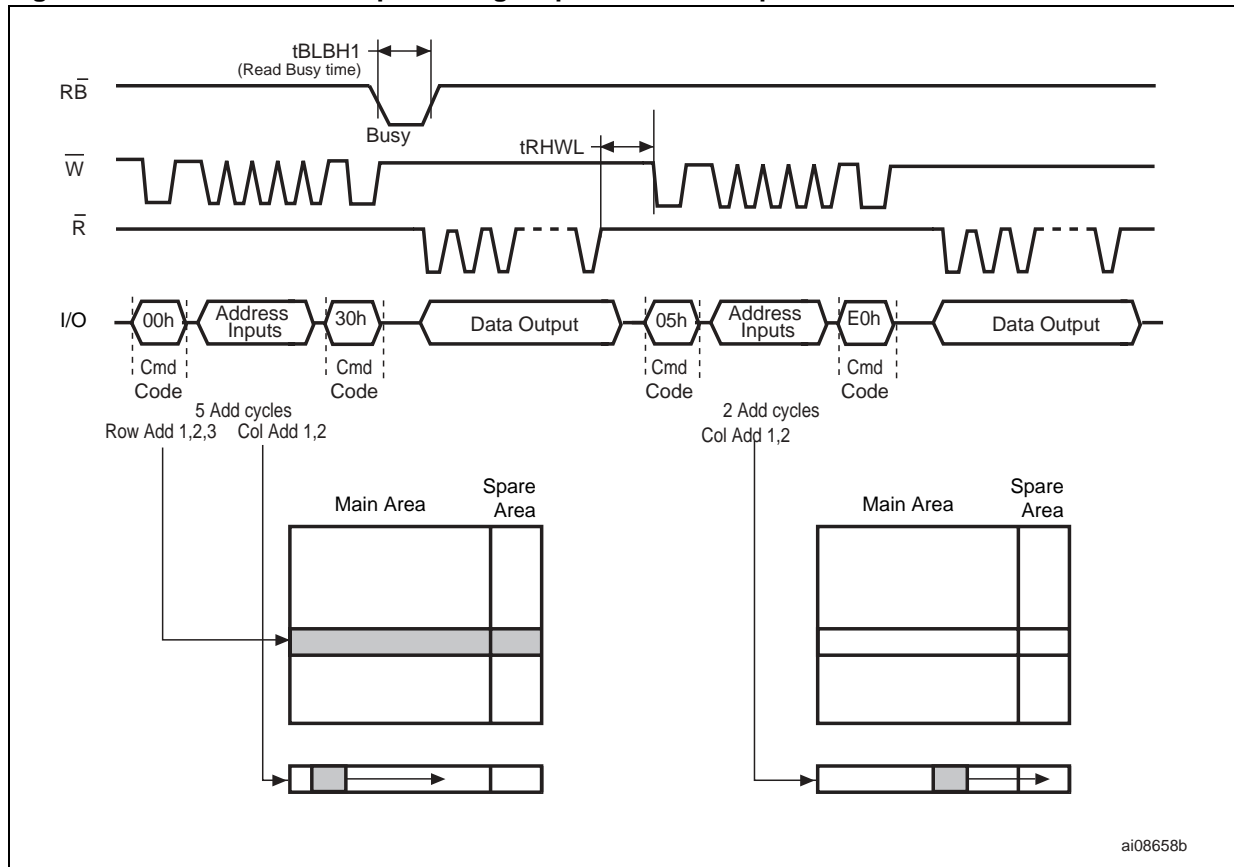 tBLBH1
(Read Busy time)
RB̅
Busy
tRHWL
W̅
R̅
I/O
00h
Address
Inputs
30h
Data Output
05h
Address
Inputs
E0h
Data Output
Cmd
Code
Cmd
Code
Cmd
Code
Cmd
Code
5 Add cycles
Row Add 1,2,3 Col Add 1,2
2 Add cycles
Col Add 1,2
Main Area
Spare
Area
Main Area
Spare
Area
ai08658b